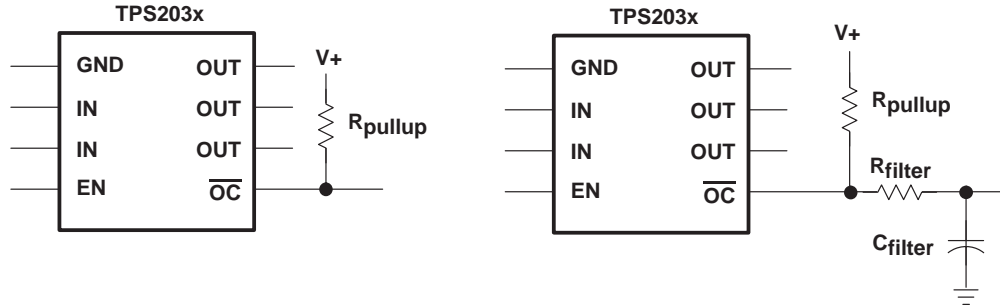 TPS203x
GND OUT
IN OUT
IN OUT
EN OC
V+
Rpullup
TPS203x
GND OUT
IN OUT
IN OUT
EN OC
V+
Rpullup
Rfilter
Cfilter